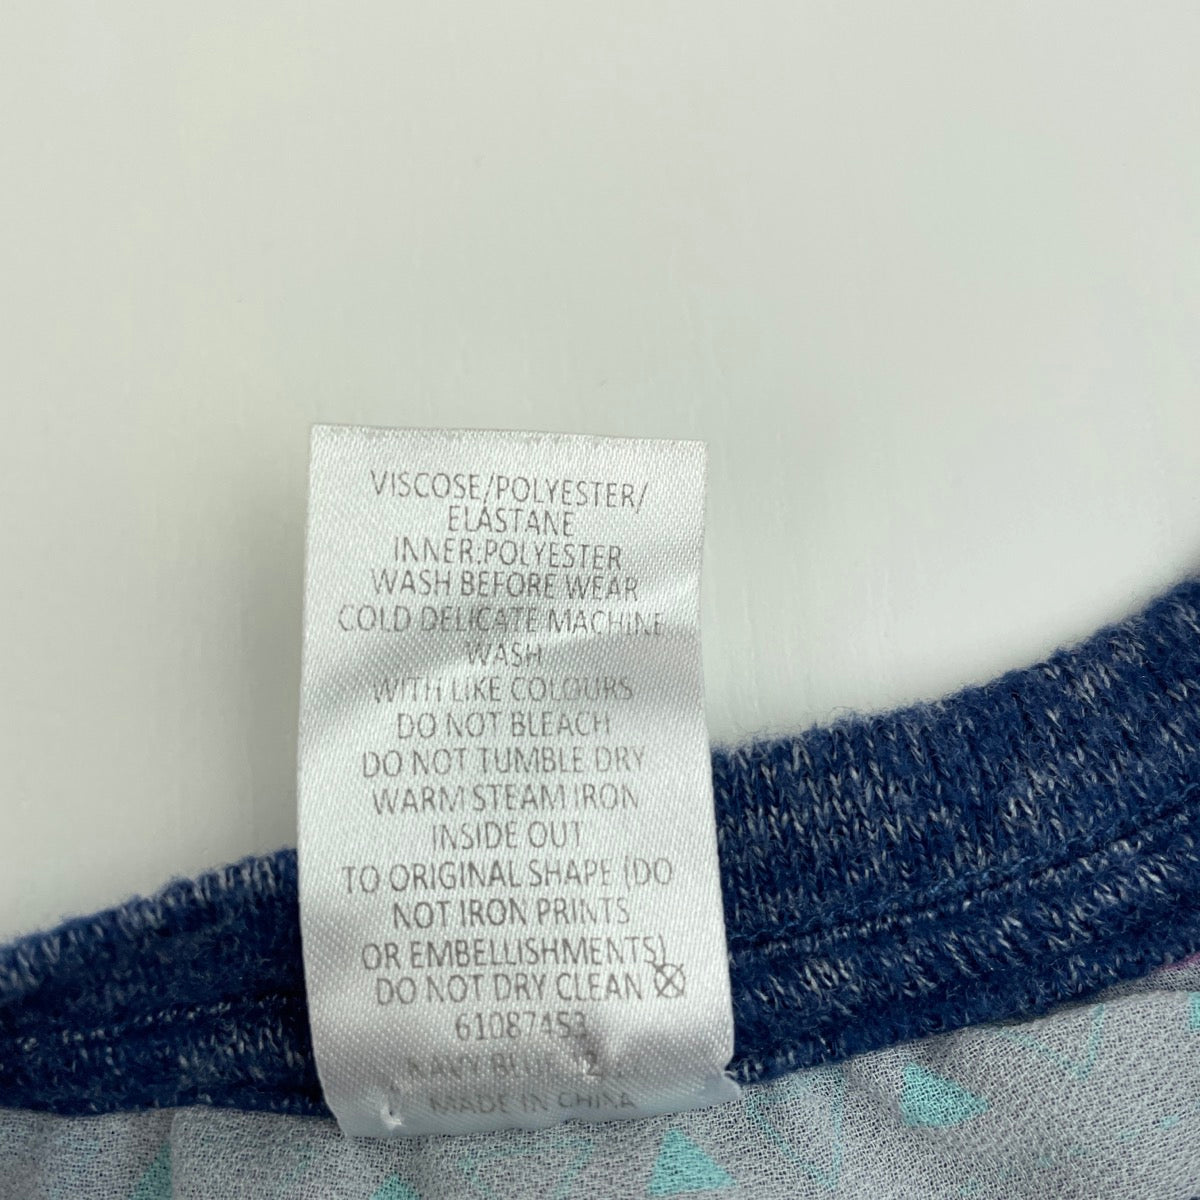 VISCOSE/POLYESTER/
ELASTANE
INNER:POLYESTER
WASH BEFORE WEAR
COLD DELICATE MACHINE
WASH
WITH LIKE COLOURS
DO NOT BLEACH
DO NOT TUMBLE DRY
WARM STEAM IRON
INSIDE OUT
TO ORIGINAL SHAPE (DO
NOT IRON PRINTS
OR EMBELLISHMENTS)
DO NOT DRY CLEAN
61087453
NAVY BLUE
MADE IN CHINA